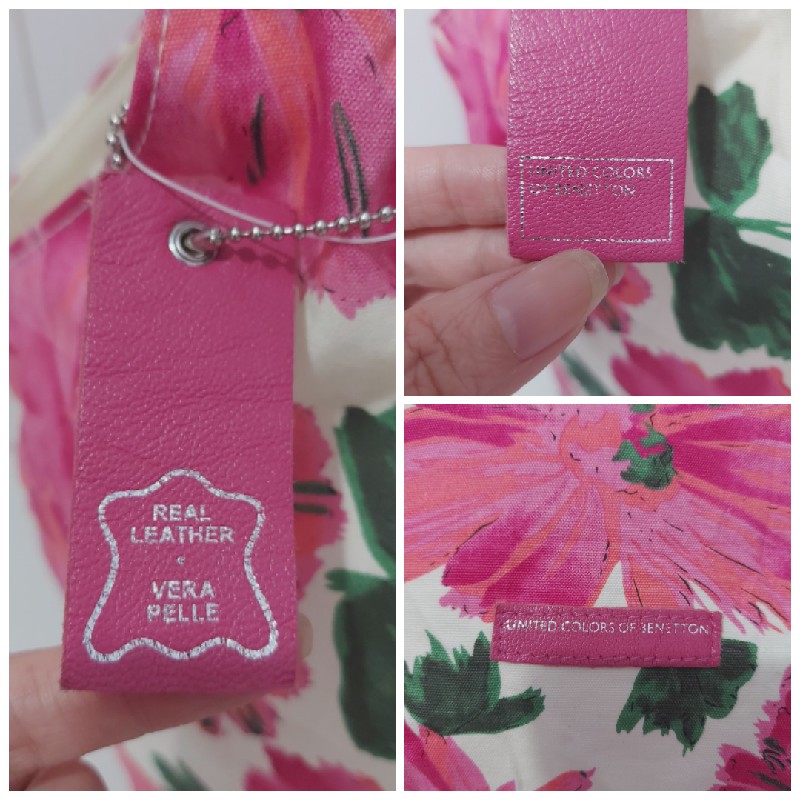 REAL
LEATHER
VERA
PELLE
UNITED COLORS
OF BENETTON
UNITED COLORS OF BENETTON